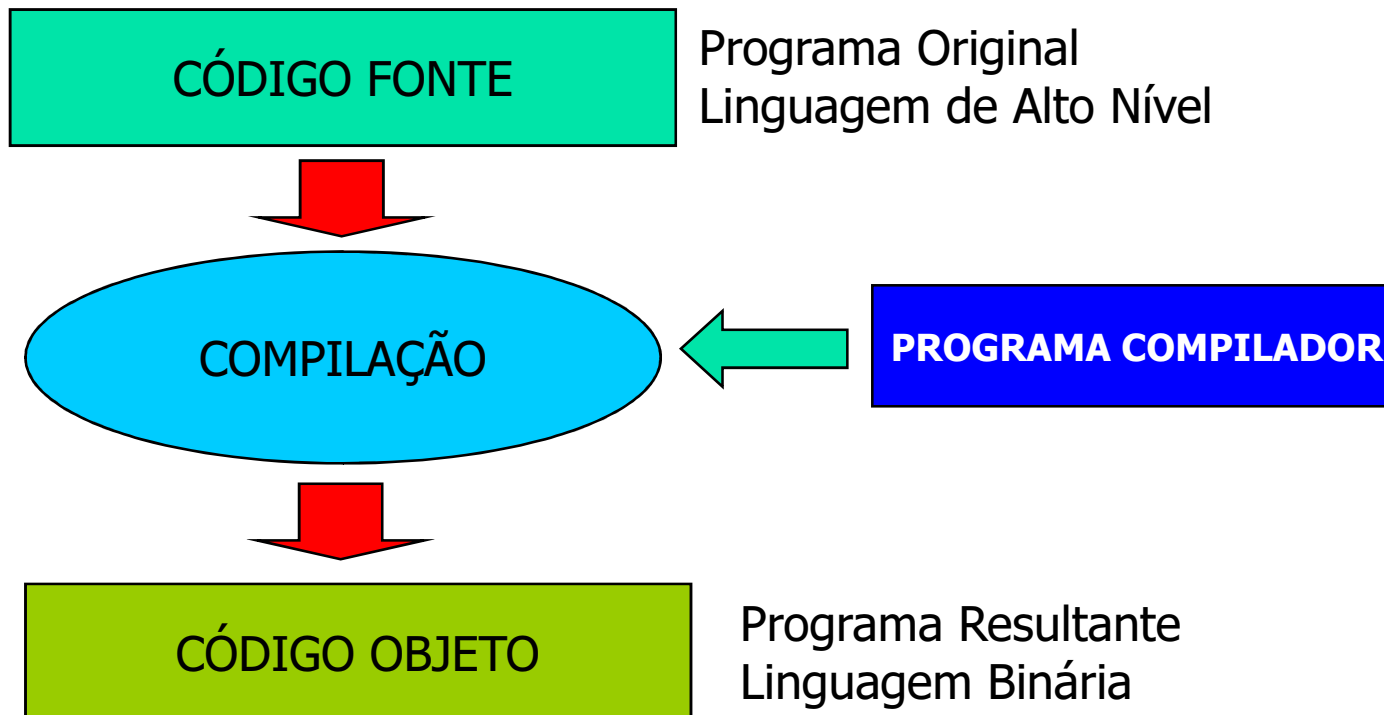 CÓDIGO FONTE
Programa Original
Linguagem de Alto Nível
COMPILAÇÃO
PROGRAMA COMPILADOR
CÓDIGO OBJETO
Programa Resultante
Linguagem Binária